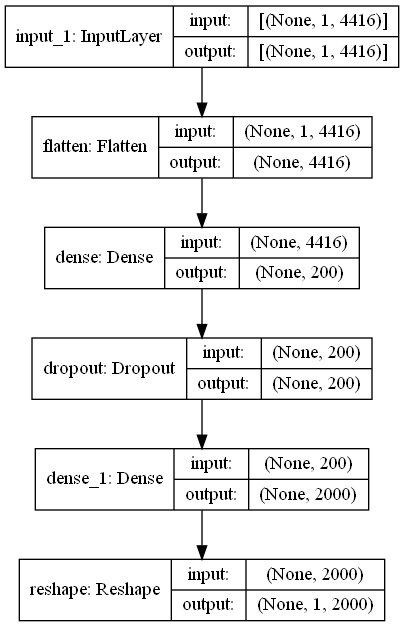 input_1: InputLayer
input:
[(None, 1, 4416)]
output:
[(None, 1, 4416)]
flatten: Flatten
input:
(None, 1, 4416)
output:
(None, 4416)
dense: Dense
input:
(None, 4416)
output:
(None, 200)
dropout: Dropout
input:
(None, 200)
output:
(None, 200)
dense_1: Dense
input:
(None, 200)
output:
(None, 2000)
reshape: Reshape
input:
(None, 2000)
output:
(None, 1, 2000)